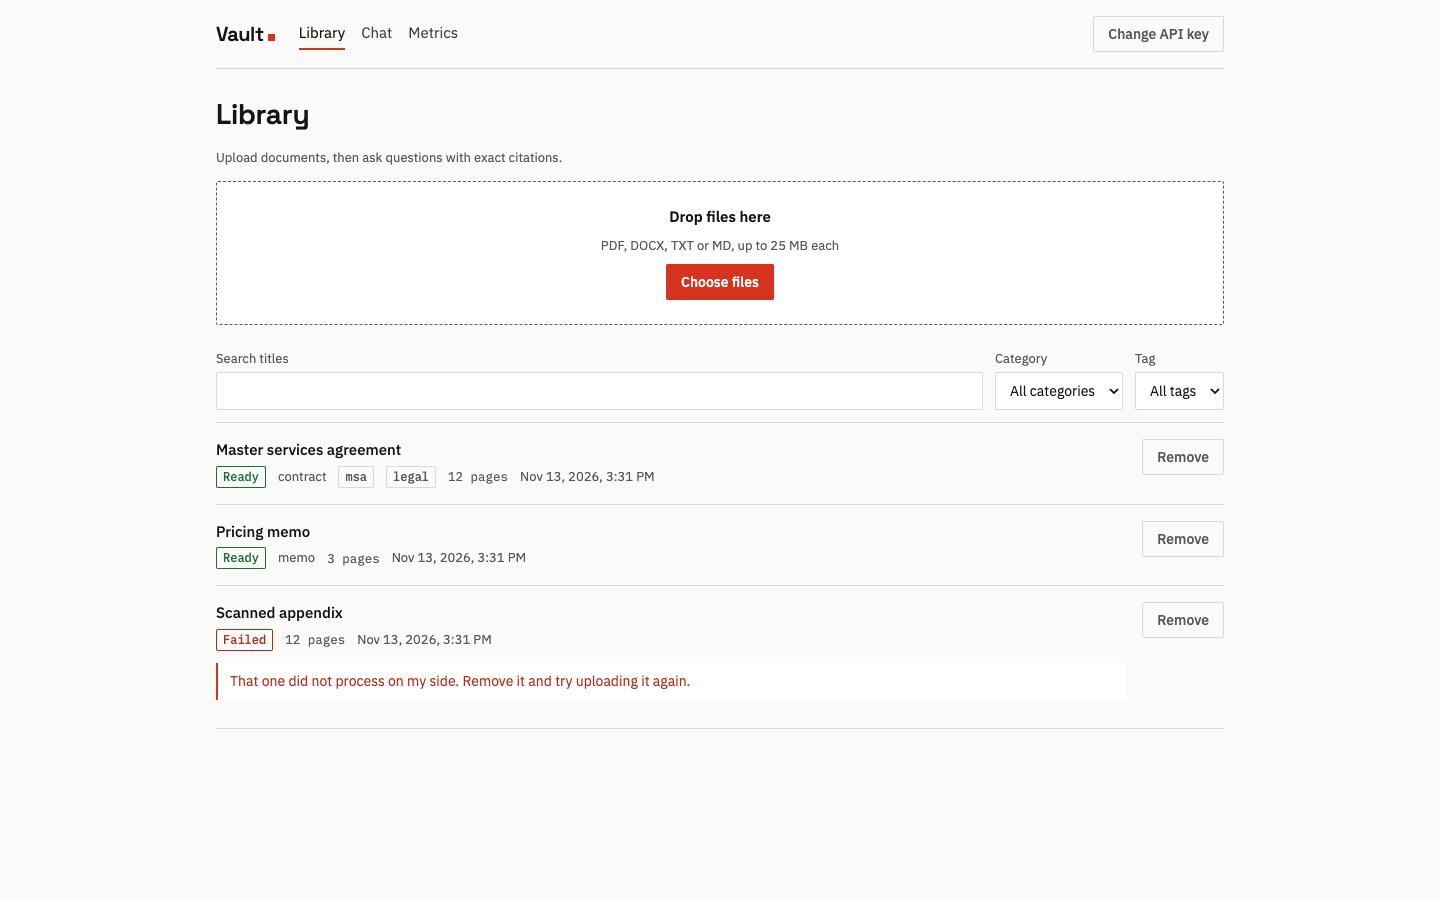 Vault Library Chat Metrics Change API key
Library
Upload documents, then ask questions with exact citations.
Drop files here
PDF, DOCX, TXT or MD, up to 25 MB each
Choose files
Search titles Category Tag
All categories All tags
Master services agreement
Remove
Ready contract msa legal 12 pages Nov 13, 2026, 3:31 PM
Pricing memo
Remove
Ready memo 3 pages Nov 13, 2026, 3:31 PM
Scanned appendix
Remove
Failed 12 pages Nov 13, 2026, 3:31 PM
That one did not process on my side. Remove it and try uploading it again.